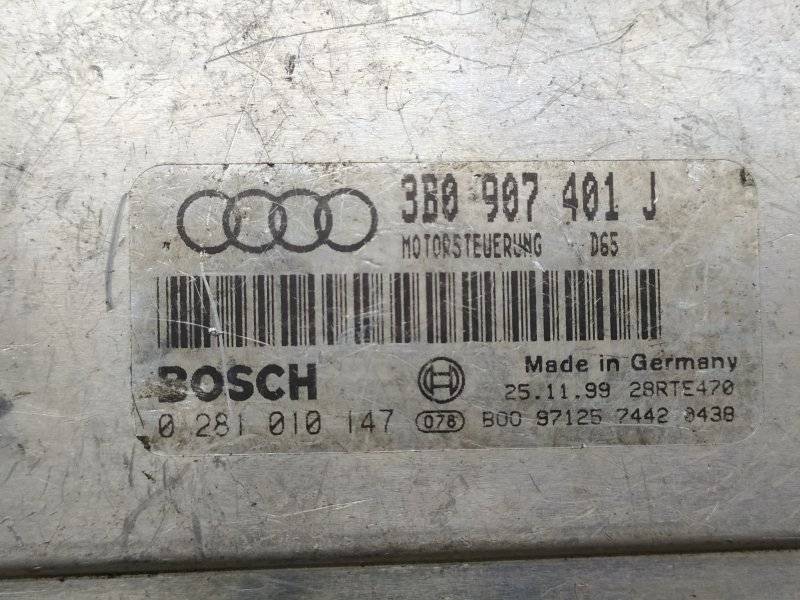 3B0 907 401 J
MOTORSTEUERUNG D65
BOSCH
Made in Germany
25.11.99 28RTE470
0 281 010 147 078 B00 97125 7442 0438